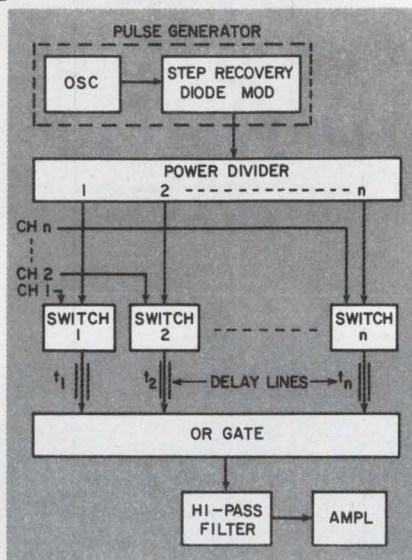 PULSE GENERATOR
OSC
STEP RECOVERY
DIODE MOD
POWER DIVIDER
1 2 n
CH n
CH 2
CH 1
SWITCH
1
SWITCH
2
SWITCH
n
t1 t2 DELAY LINES tn
OR GATE
HI-PASS
FILTER
AMPL